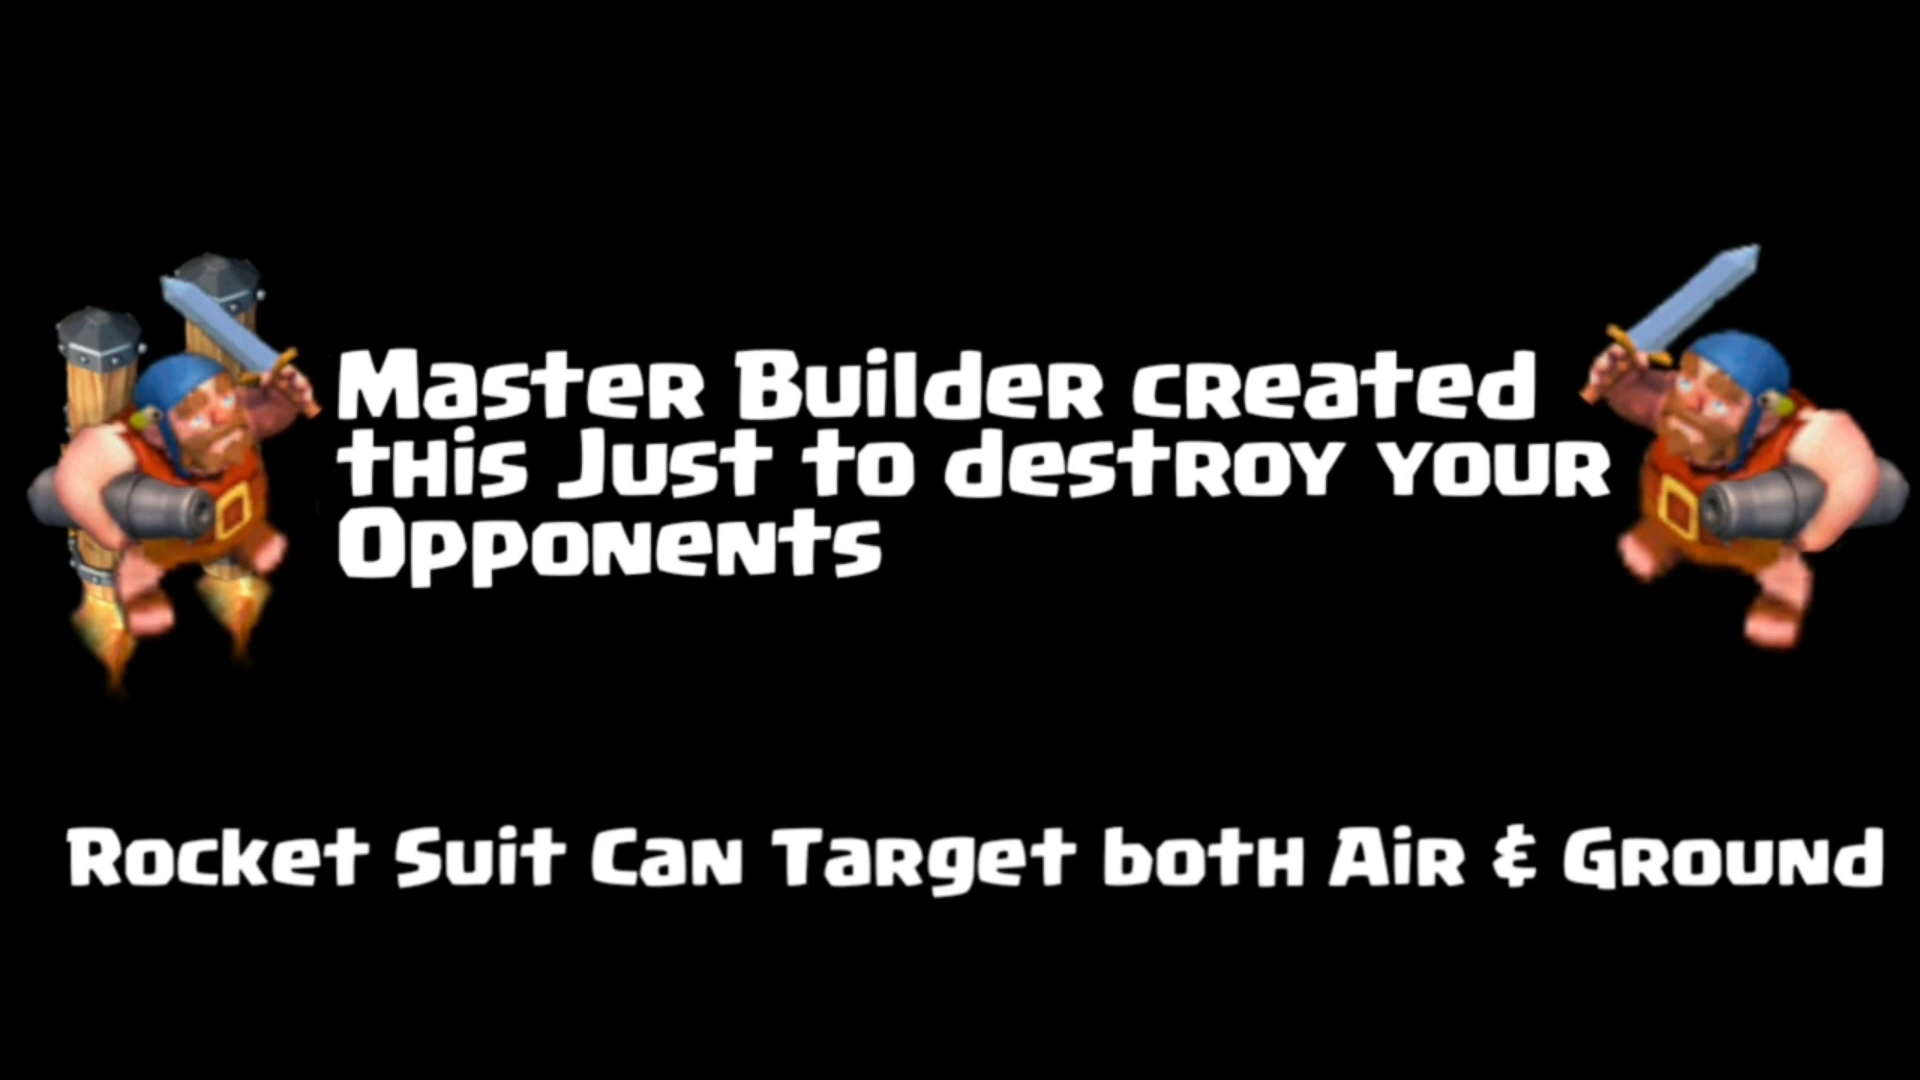 Master Builder created
this Just to destroy your
Opponents
Rocket Suit Can Target both Air & Ground